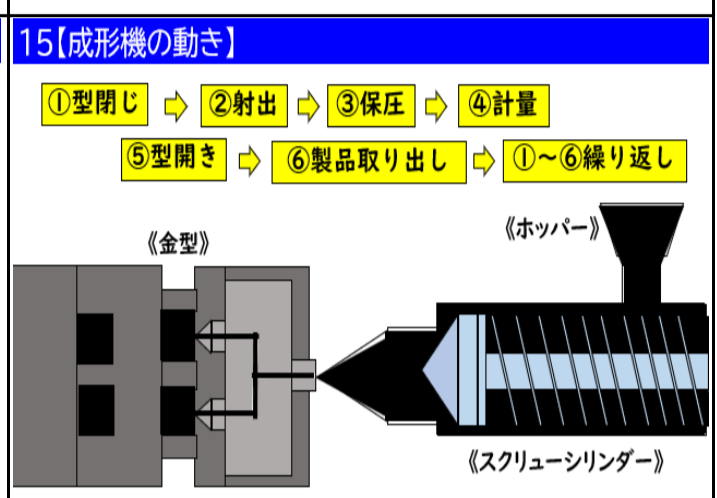 15【成形機の動き】
①型閉じ ⇨ ②射出 ⇨ ③保圧 ⇨ ④計量
⑤型開き ⇨ ⑥製品取り出し ⇨ ①～⑥繰り返し
《ホッパー》
《金型》
《スクリューシリンダー》